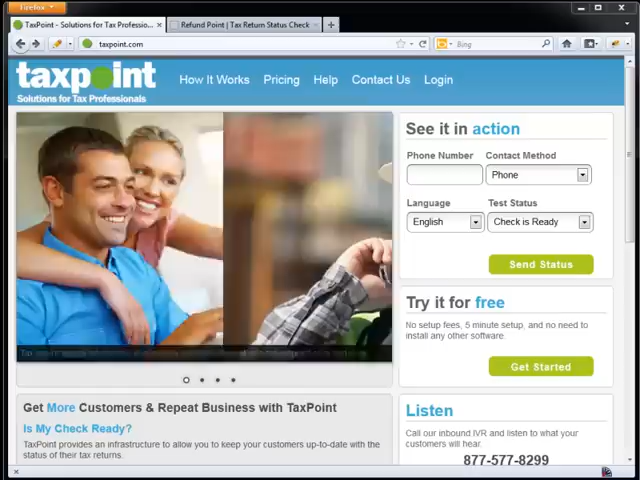 Firefox
TaxPoint - Solutions for Tax Professio...
Refund Point | Tax Return Status Check
taxpoint.com
Bing
taxpoint
Solutions for Tax Professionals
How It Works Pricing Help Contact Us Login
See it in action
Phone Number Contact Method
Phone
Language Test Status
English Check is Ready
Send Status
Try it for free
No setup fees, 5 minute setup, and no need to
install any other software.
Get Started
Get More Customers & Repeat Business with TaxPoint
Is My Check Ready?
TaxPoint provides an infrastructure to allow you to keep your customers up-to-date with the
status of their tax returns.
Listen
Call our inbound IVR and listen to what your
customers will hear.
877-577-8299